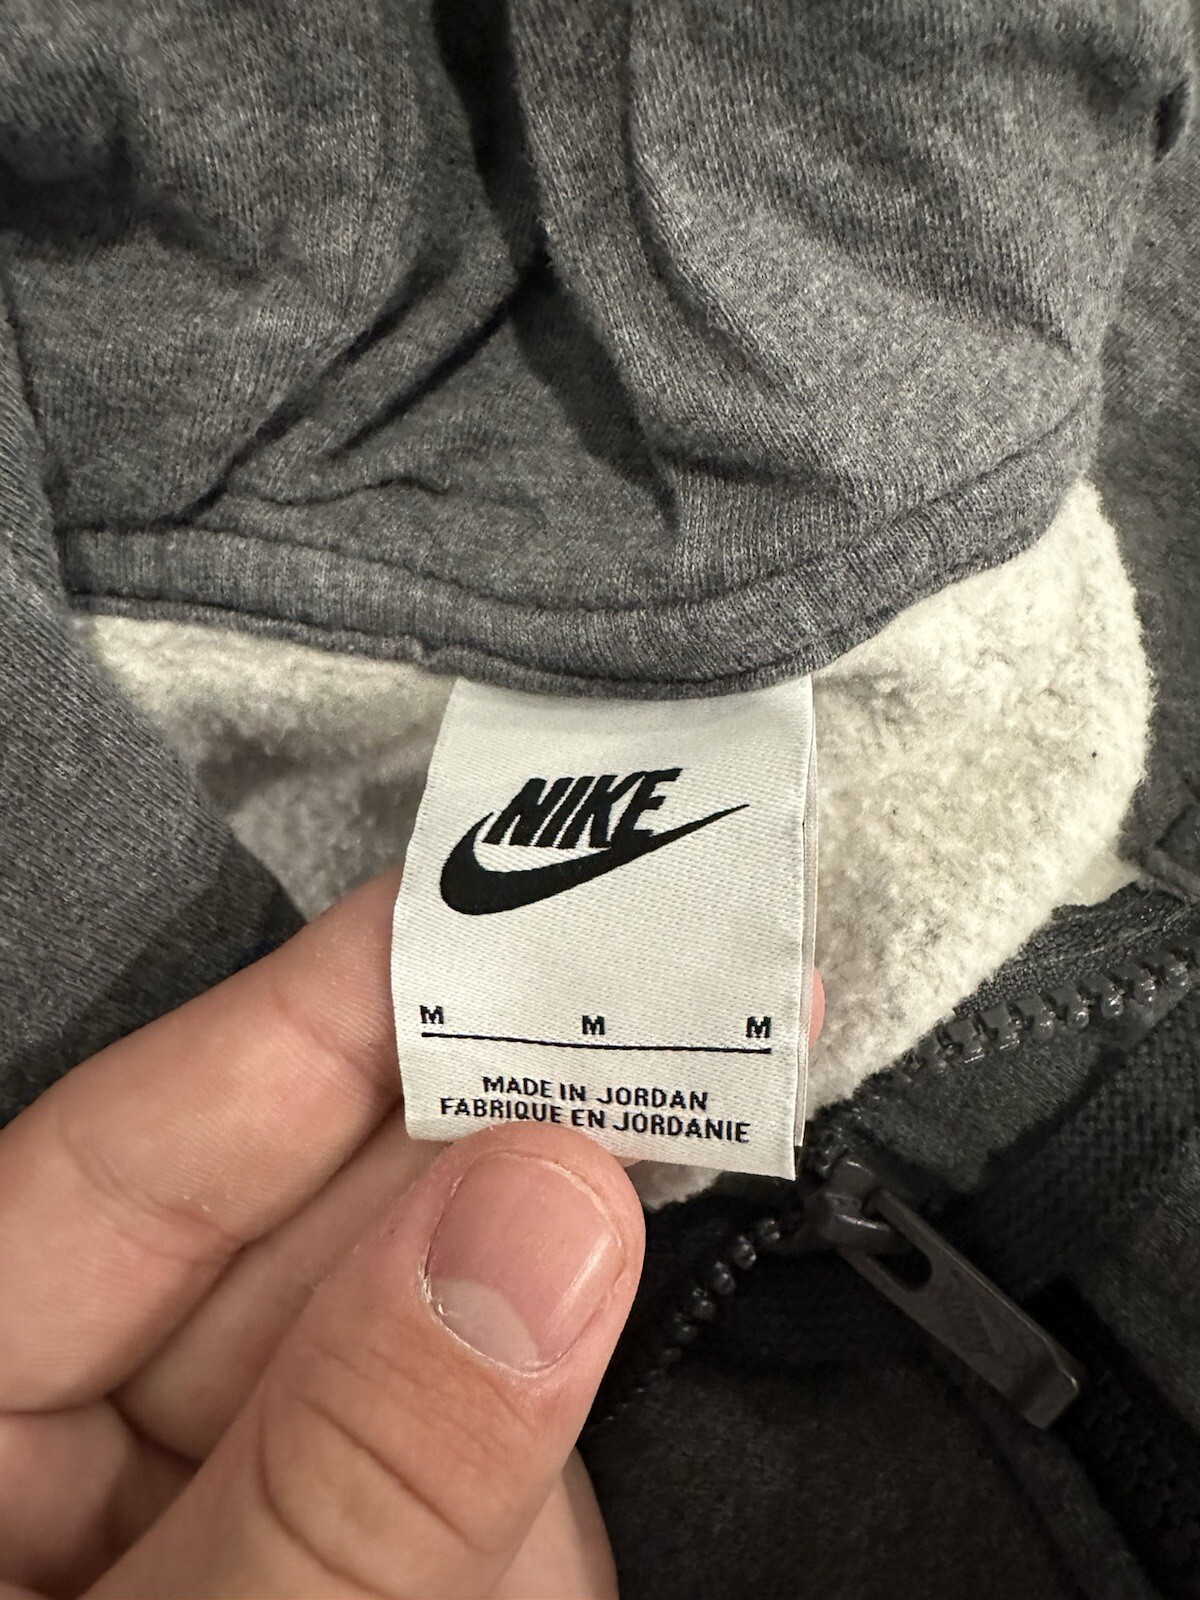 NIKE
M M M
MADE IN JORDAN
FABRIQUE EN JORDANIE